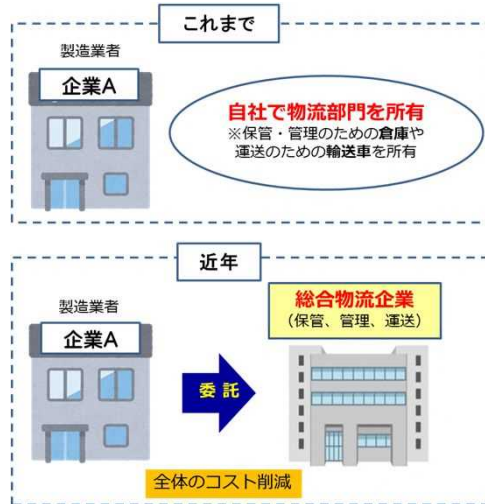 これまで
製造業者
企業A
自社で物流部門を所有
※保管・管理のための倉庫や
運送のための輸送車を所有
近年
製造業者
企業A
委託
総合物流企業
（保管、管理、運送）
全体のコスト削減